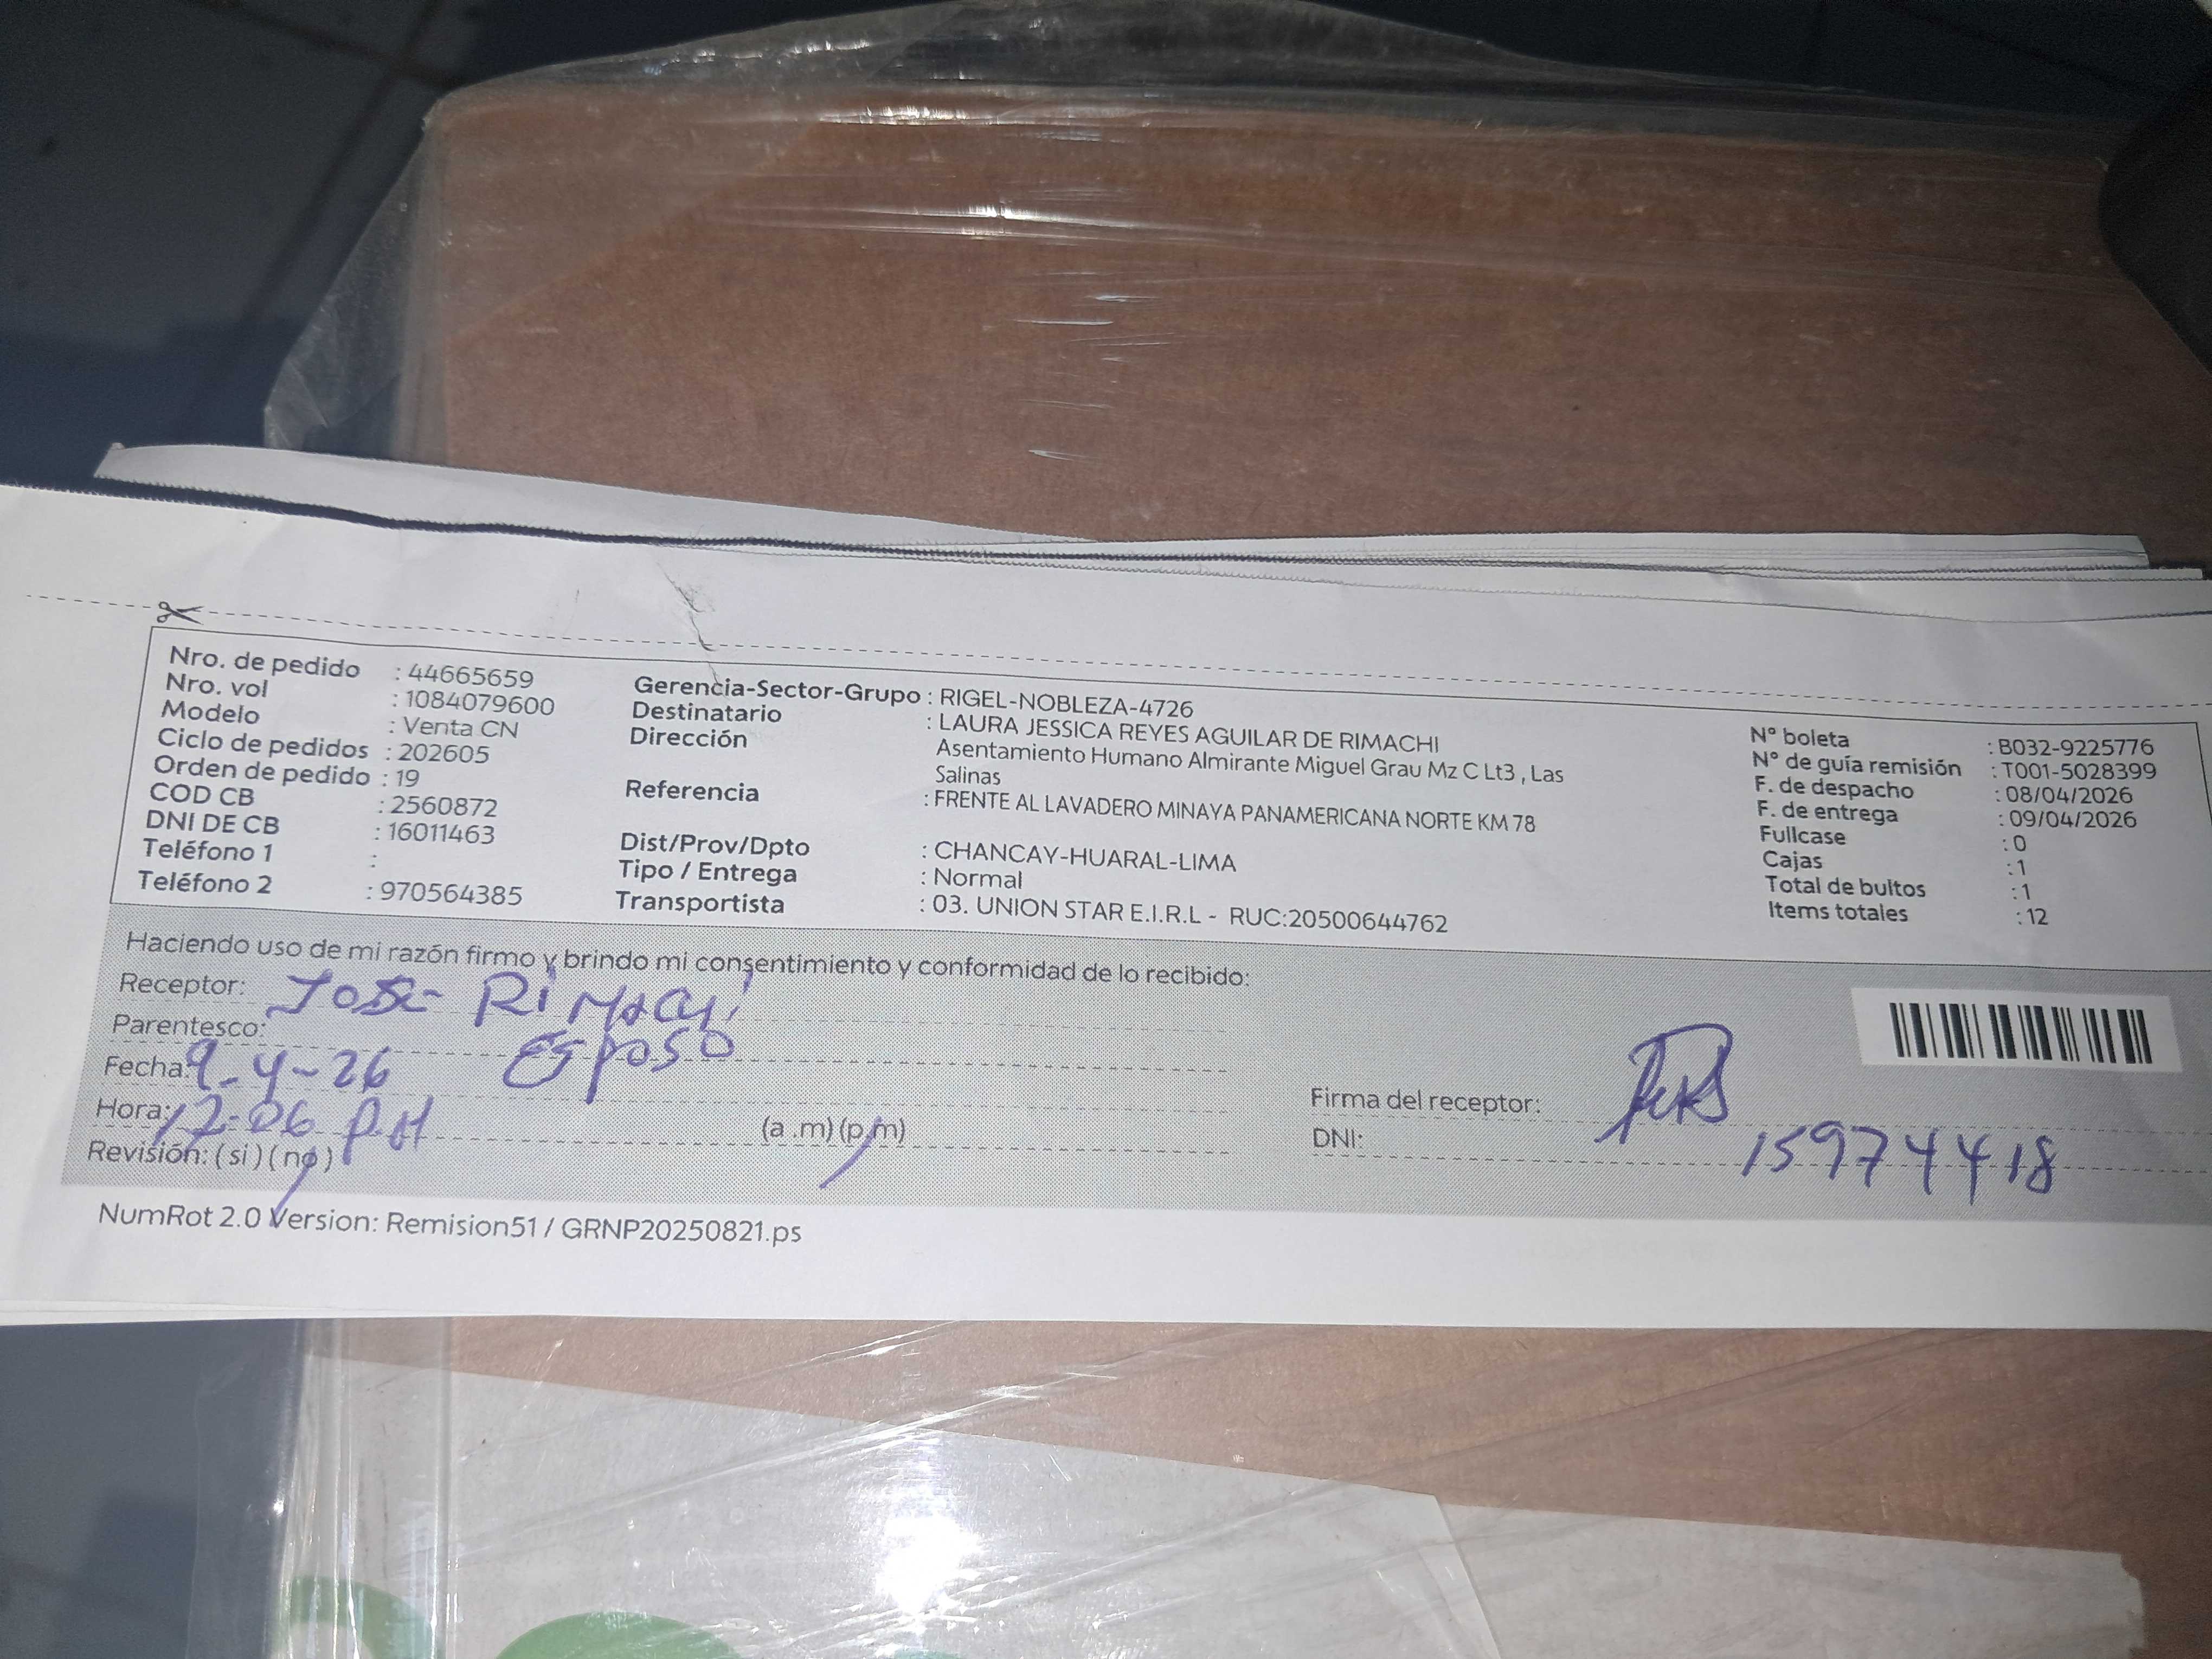 Nro. de pedido : 44665659
Nro. vol : 1084079600
Modelo : Venta CN
Ciclo de pedidos : 202605
Orden de pedido : 19
COD CB : 2560872
DNI DE CB : 16011463
Teléfono 1 :
Teléfono 2 : 970564385
Gerencia-Sector-Grupo : RIGEL-NOBLEZA-4726
Destinatario : LAURA JESSICA REYES AGUILAR DE RIMACHI
Dirección Asentamiento Humano Almirante Miguel Grau Mz C Lt3 , Las
Salinas
Referencia : FRENTE AL LAVADERO MINAYA PANAMERICANA NORTE KM 78
Dist/Prov/Dpto : CHANCAY-HUARAL-LIMA
Tipo / Entrega : Normal
Transportista : 03. UNION STAR E.I.R.L - RUC:20500644762
N° boleta : B032-9225776
N° de guía remisión : T001-5028399
F. de despacho : 08/04/2026
F. de entrega : 09/04/2026
Fullcase : 0
Cajas : 1
Total de bultos : 1
Items totales : 12
Haciendo uso de mi razón firmo y brindo mi consentimiento y conformidad de lo recibido:
Receptor: José Rimachi
Parentesco: Esposo
Fecha: 9-4-26
Hora: 12:06 P.M (a .m) (p.m)
Revisión: (si) (no)
Firma del receptor:
DNI: 15974418
NumRot 2.0 Version: Remision51 / GRNP20250821.ps